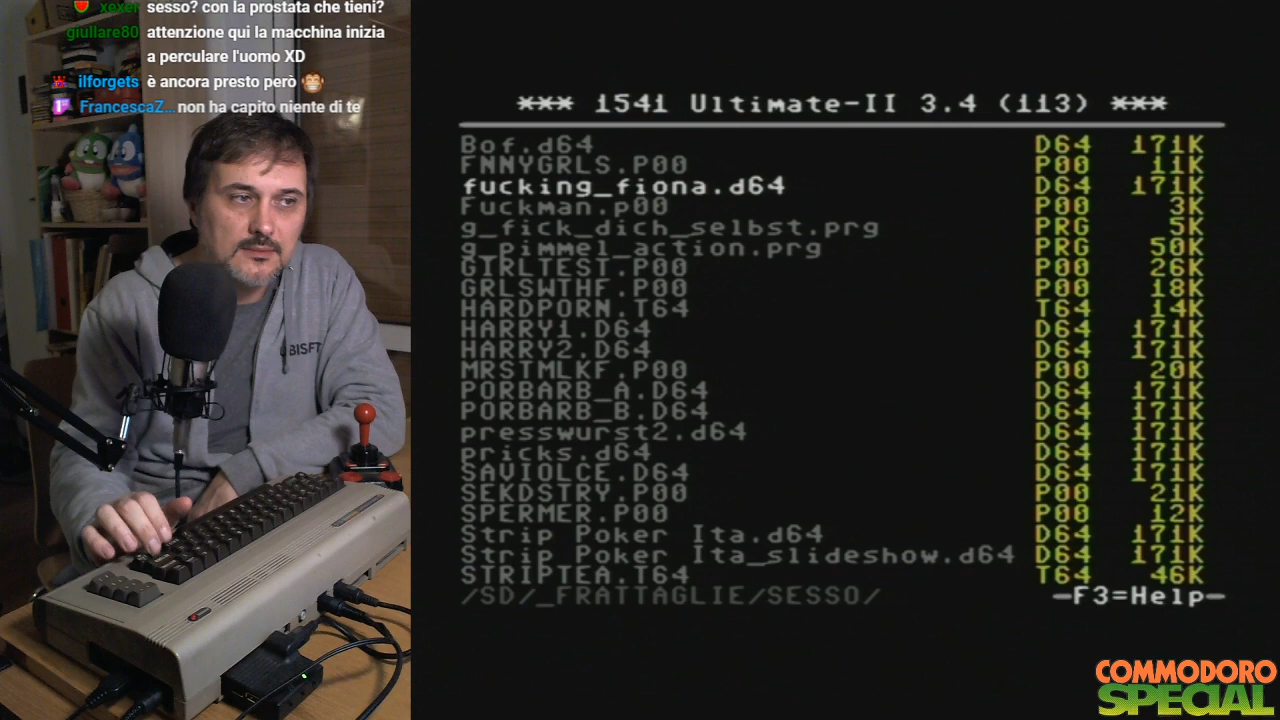 xexer sesso? con la prostata che tieni?
giullare80 attenzione qui la macchina inizia
a perculare l'uomo XD
ilforgets è ancora presto però
FrancescaZ... non ha capito niente di te
BISFT
*** 1541 Ultimate-II 3.4 (113) ***
Bof.d64 D64 171K
FNNYGRLS.P00 P00 11K
fucking_fiona.d64 D64 171K
Fuckman.p00 P00 3K
g_fick_dich_selbst.prg PRG 5K
g_pimmel_action.prg PRG 50K
GIRLTEST.P00 P00 26K
GRLSWTHF.P00 P00 18K
HARDPORN.T64 T64 14K
HARRY1.D64 D64 171K
HARRY2.D64 D64 171K
MRSTMLKF.P00 P00 20K
PORBARB_A.D64 D64 171K
PORBARB_B.D64 D64 171K
presswurst2.d64 D64 171K
pricks.d64 D64 171K
SAVIOLCE.D64 D64 171K
SEKDSTRY.P00 P00 21K
SPERMER.P00 P00 12K
Strip Poker Ita.d64 D64 171K
Strip Poker Ita_slideshow.d64 D64 171K
STRIPTEA.T64 T64 46K
/SD/_FRATTAGLIE/SESSO/ F3=Help
COMMODORO
SPECIAL